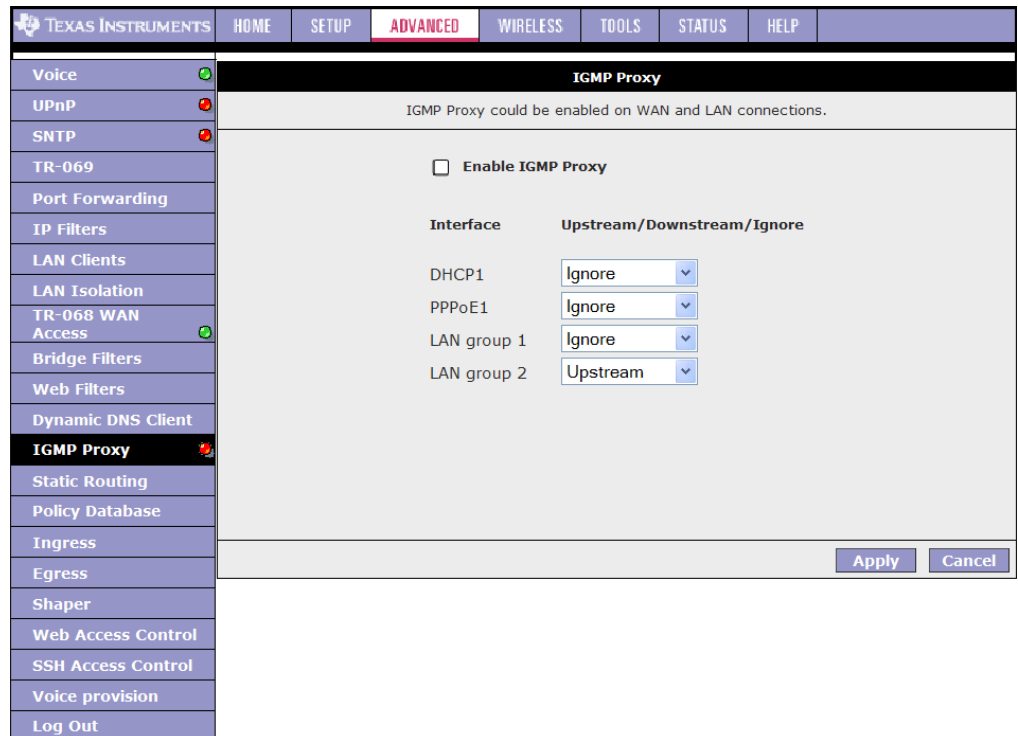 TEXAS INSTRUMENTS HOME SETUP ADVANCED WIRELESS TOOLS STATUS HELP
Voice
UPnP
SNTP
TR-069
Port Forwarding
IP Filters
LAN Clients
LAN Isolation
TR-068 WAN
Access
Bridge Filters
Web Filters
Dynamic DNS Client
IGMP Proxy
Static Routing
Policy Database
Ingress
Egress
Shaper
Web Access Control
SSH Access Control
Voice provision
Log Out
IGMP Proxy
IGMP Proxy could be enabled on WAN and LAN connections.
Enable IGMP Proxy
Interface Upstream/Downstream/Ignore
DHCP1 Ignore
PPPoE1 Ignore
LAN group 1 Ignore
LAN group 2 Upstream
Apply Cancel